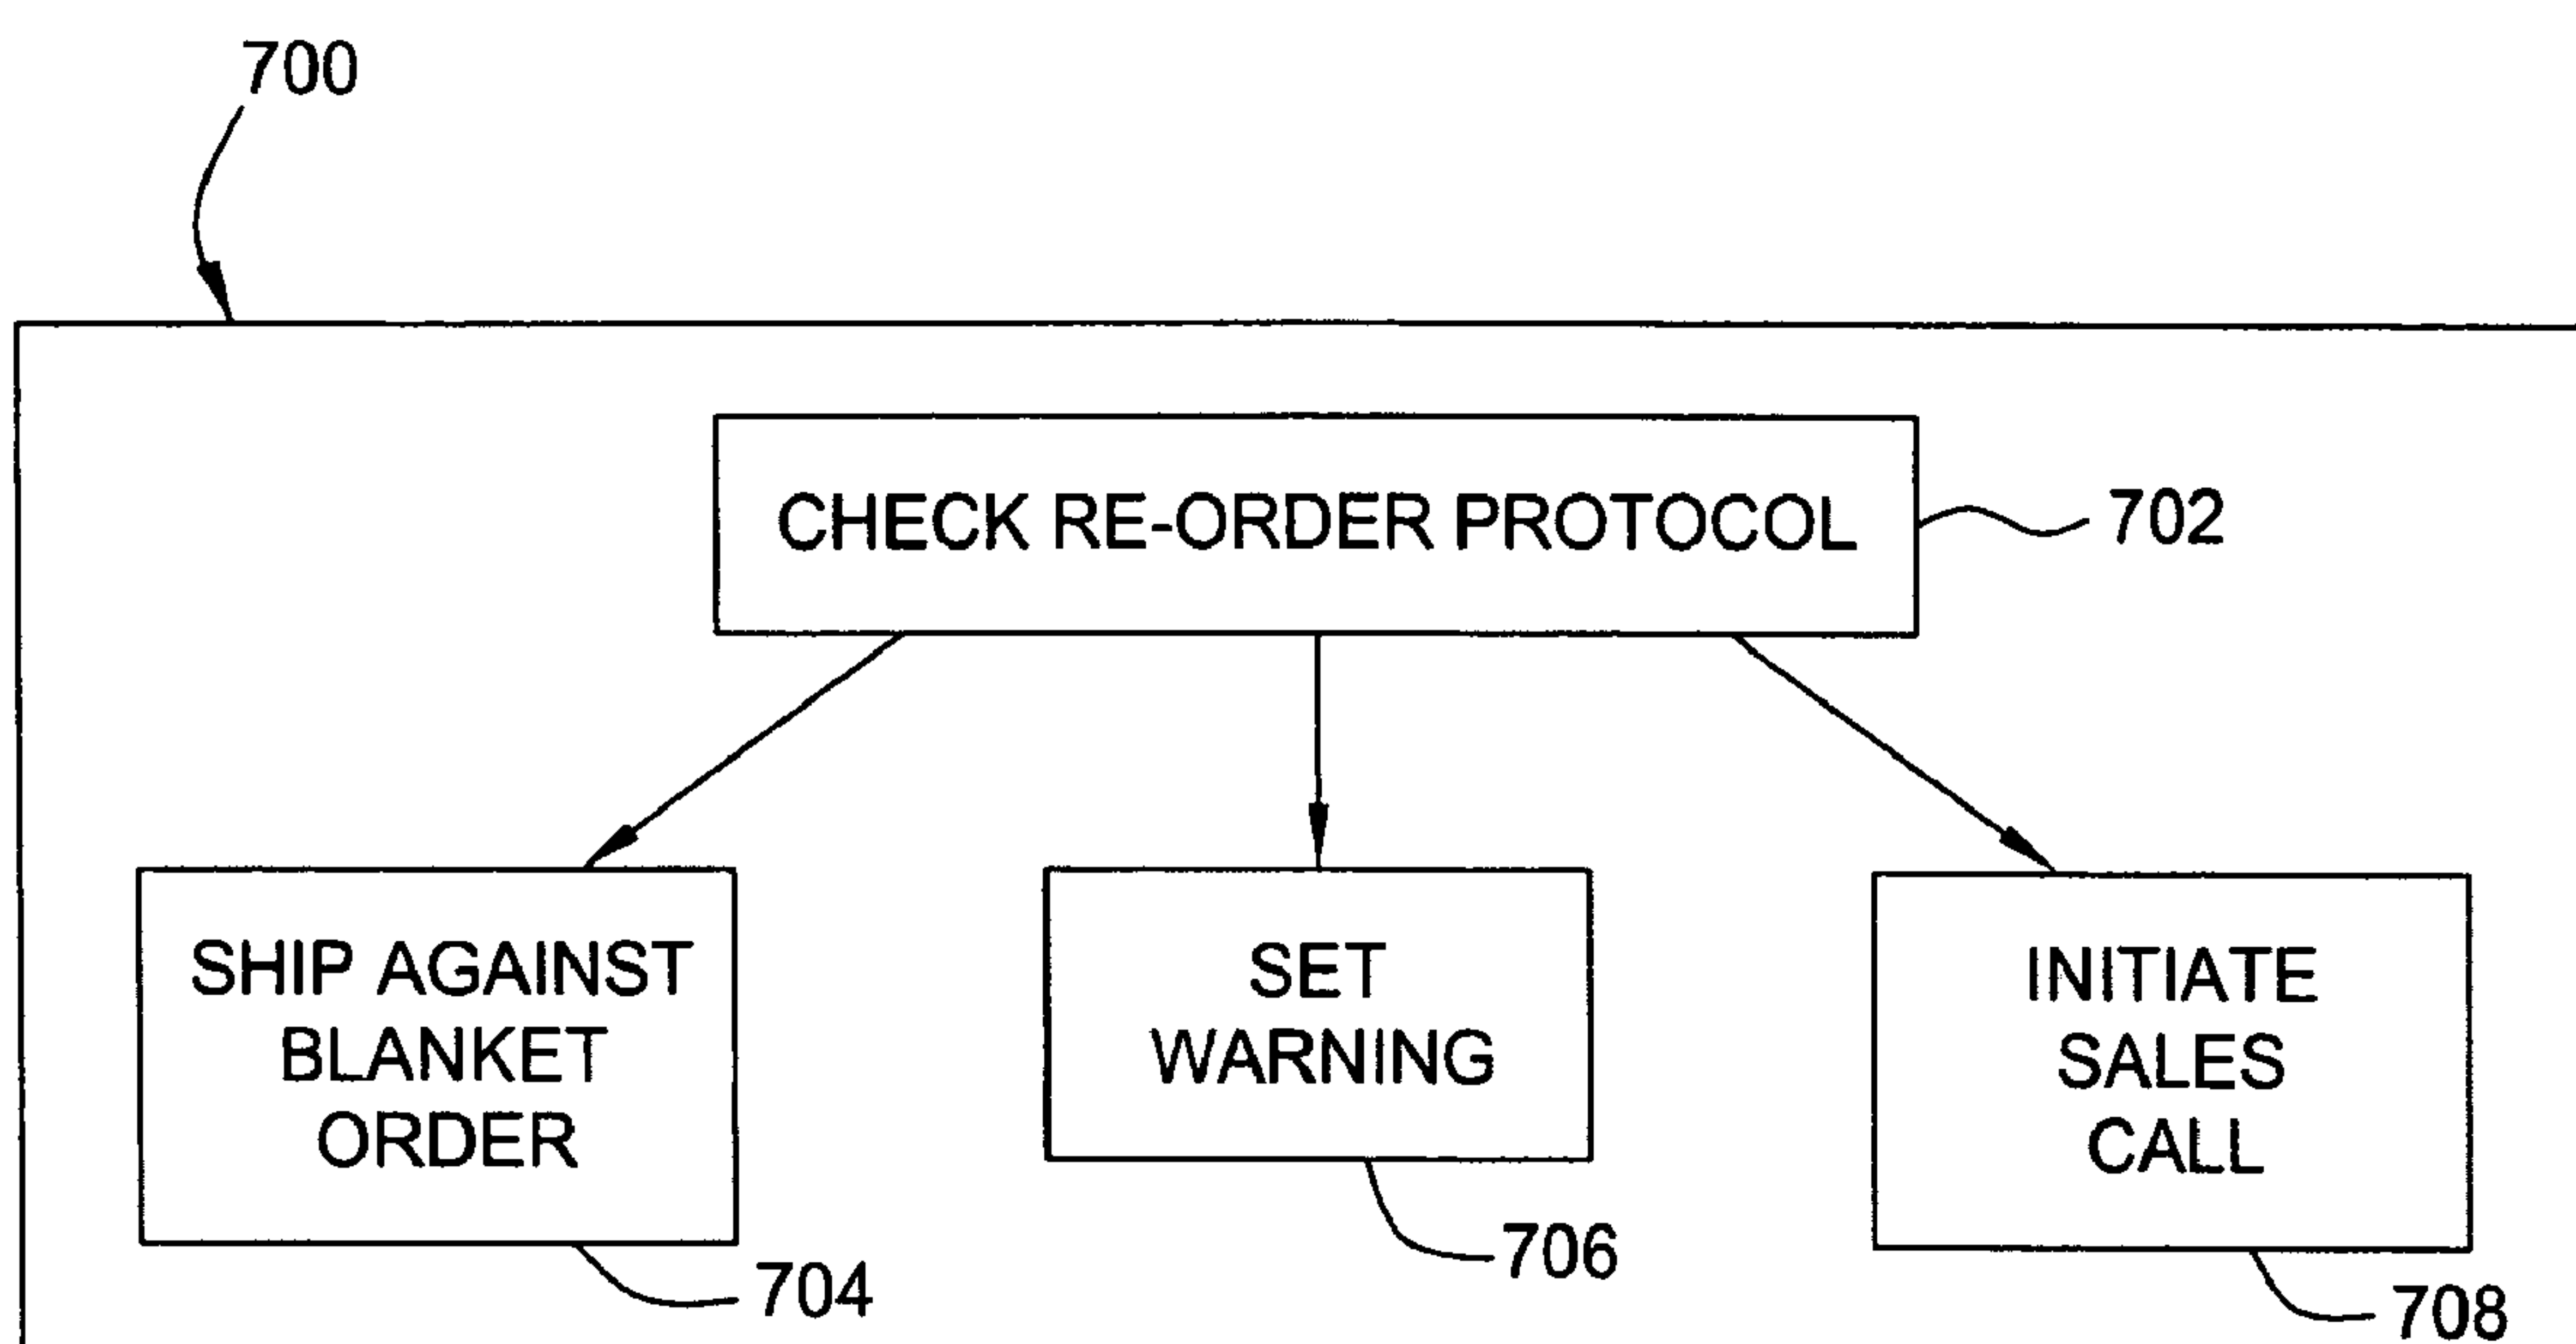 700
CHECK RE-ORDER PROTOCOL
702
SHIP AGAINST
BLANKET
ORDER
704
SET
WARNING
706
INITIATE
SALES
CALL
708